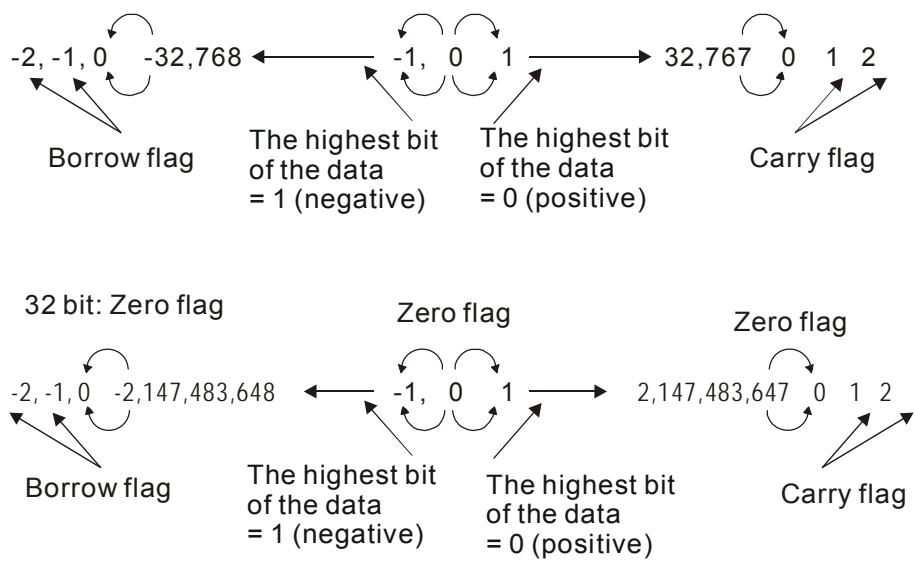 -2, -1, 0 -32,768 -1, 0 1 32,767 0 1 2
Borrow flag
The highest bit
of the data
= 1 (negative)
The highest bit
of the data
= 0 (positive)
Carry flag
32 bit: Zero flag
Zero flag
Zero flag
-2, -1, 0 -2,147,483,648 -1, 0 1 2,147,483,647 0 1 2
Borrow flag
The highest bit
of the data
= 1 (negative)
The highest bit
of the data
= 0 (positive)
Carry flag